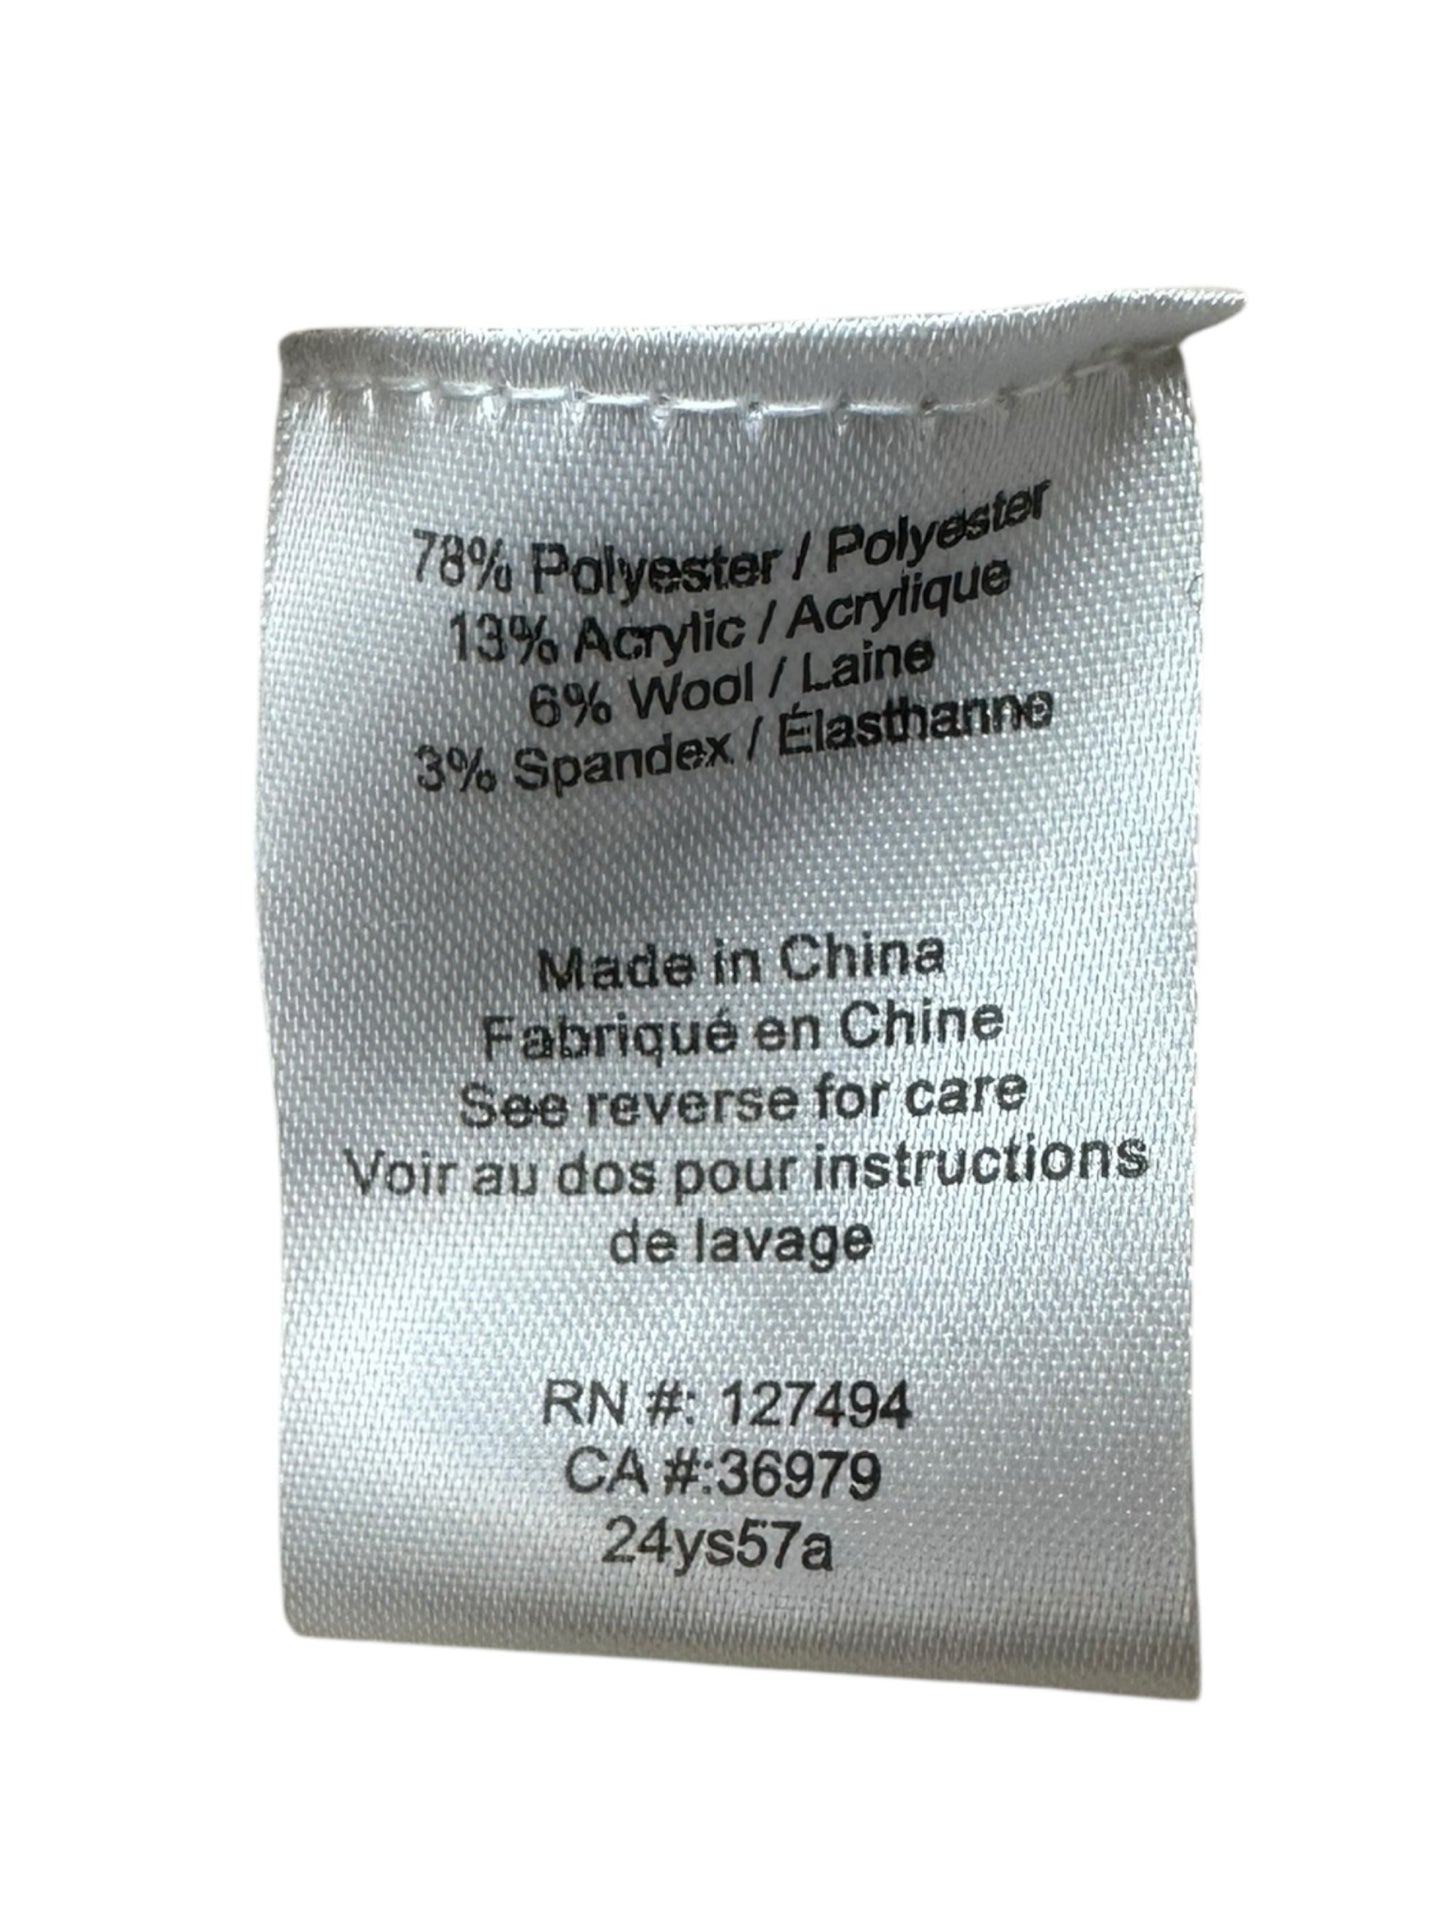 78% Polyester / Polyester
13% Acrylic / Acrylique
6% Wool / Laine
3% Spandex / Élasthanne
Made in China
Fabriqué en Chine
See reverse for care
Voir au dos pour instructions
de lavage
RN #: 127494
CA #:36979
24ys57a